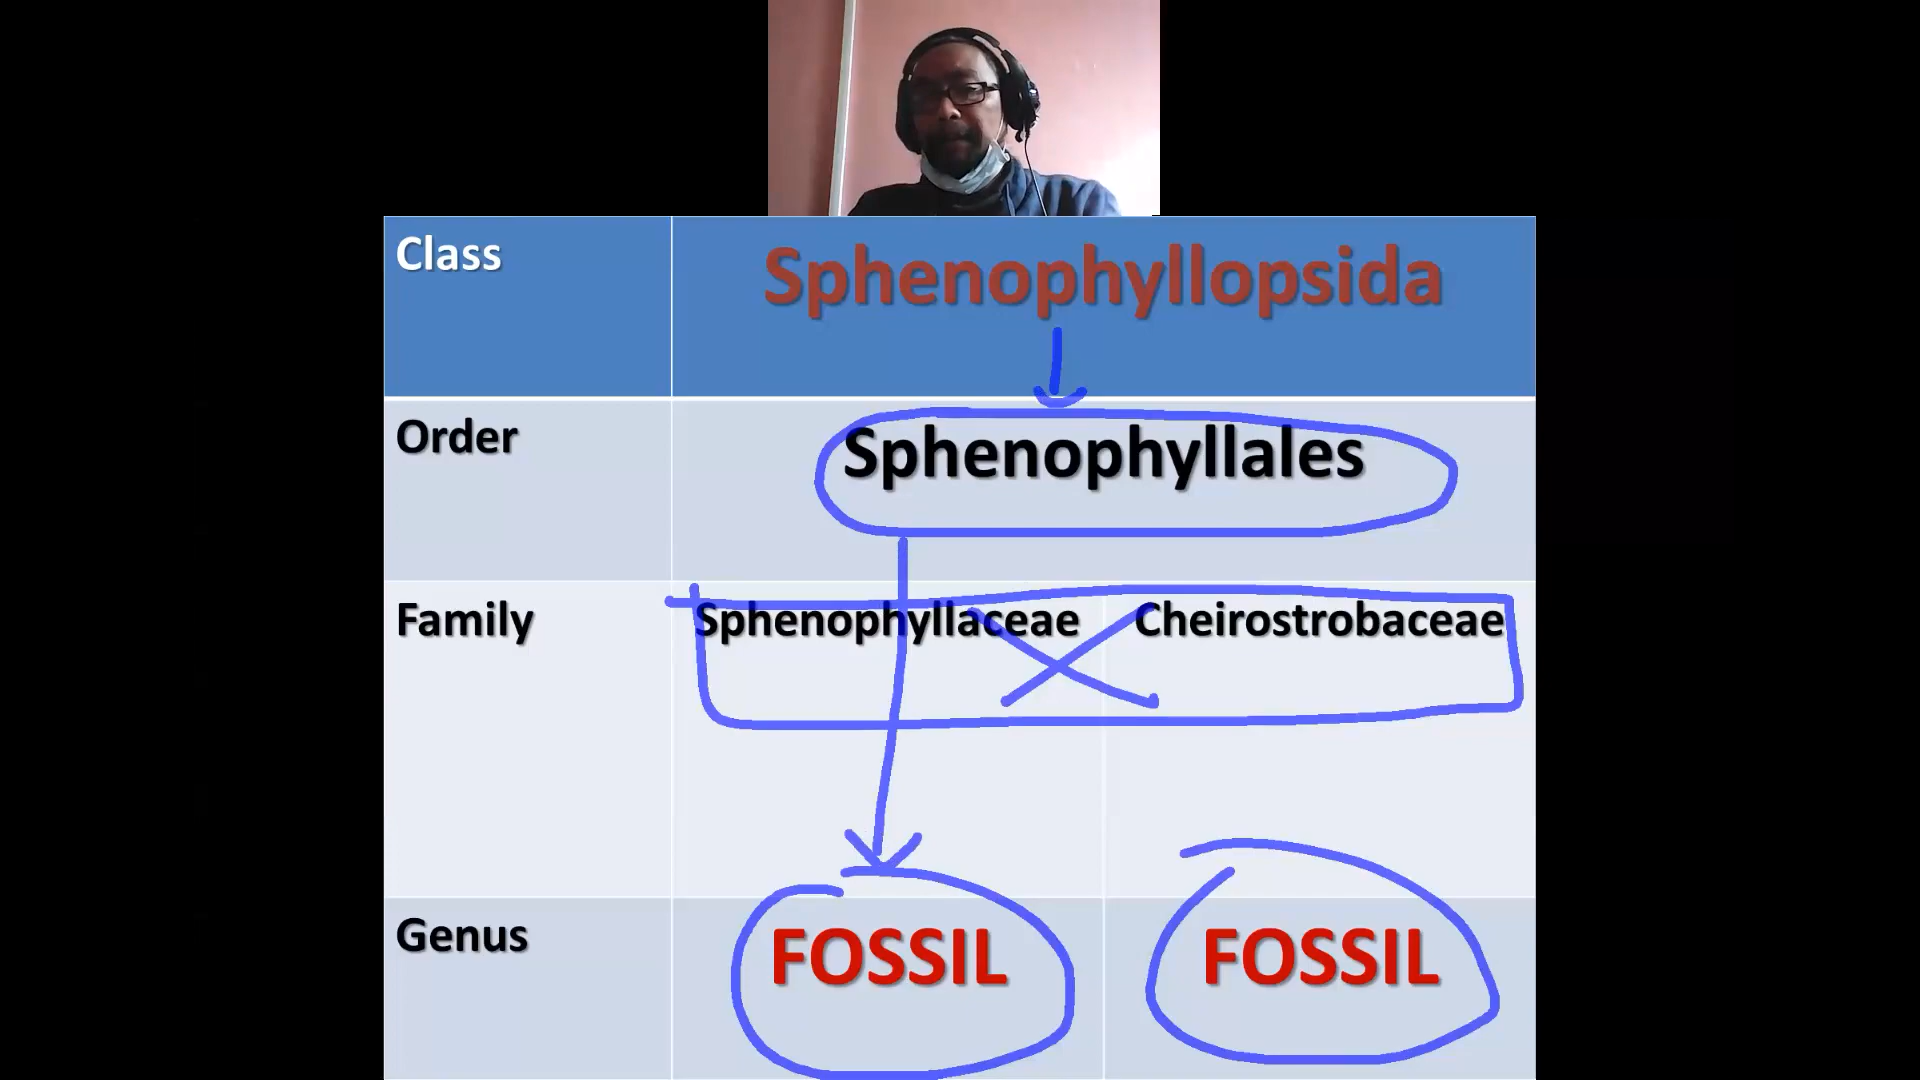 Class
Sphenophyllopsida
Order
Sphenophyllales
Family
Sphenophyllaceae
Cheirostrobaceae
Genus
FOSSIL
FOSSIL